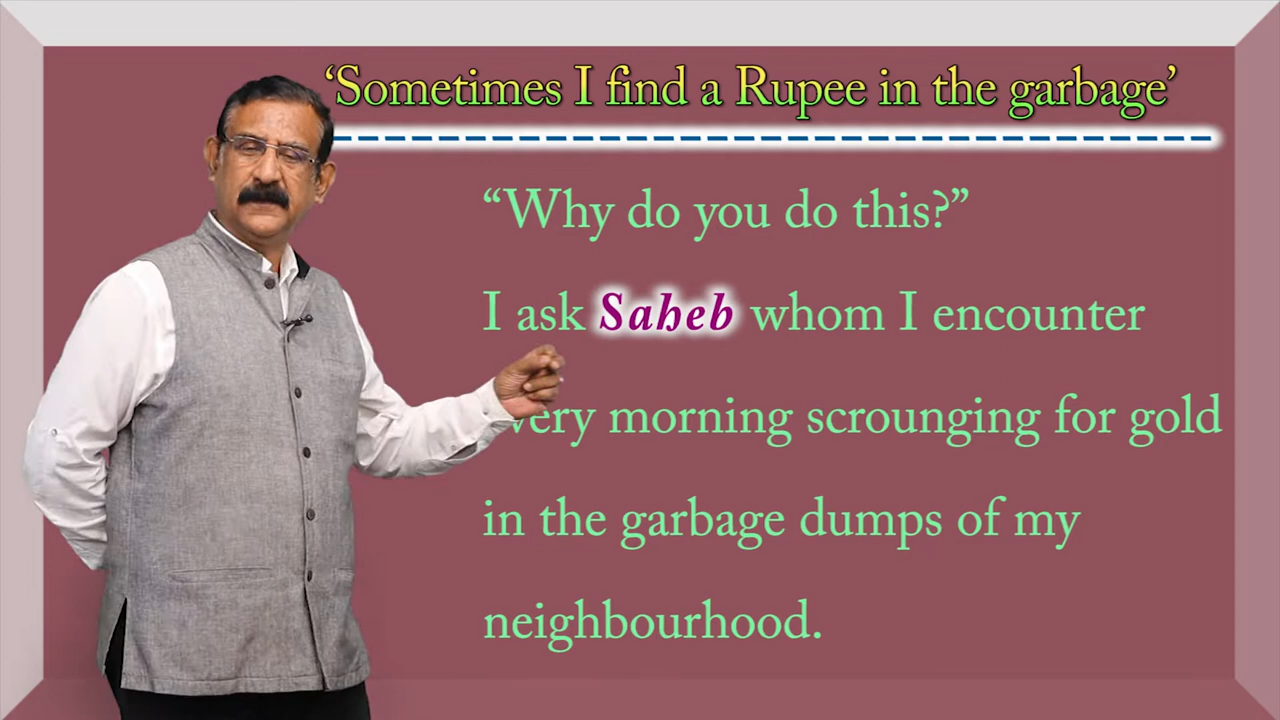 ‘Sometimes I find a Rupee in the garbage’
“Why do you do this?”
I ask Saheb whom I encounter
every morning scrounging for gold
in the garbage dumps of my
neighbourhood.